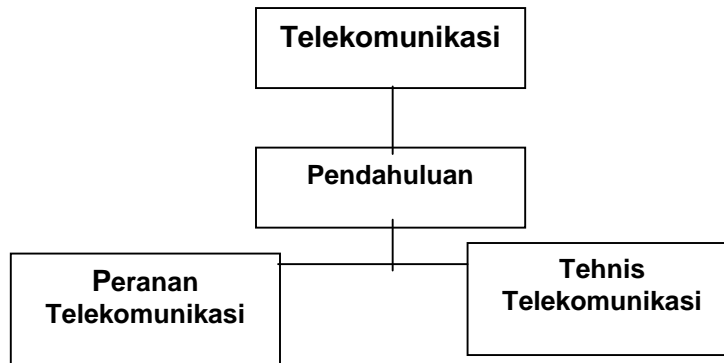 Telekomunikasi
Pendahuluan
Peranan
Telekomunikasi
Tehnis
Telekomunikasi